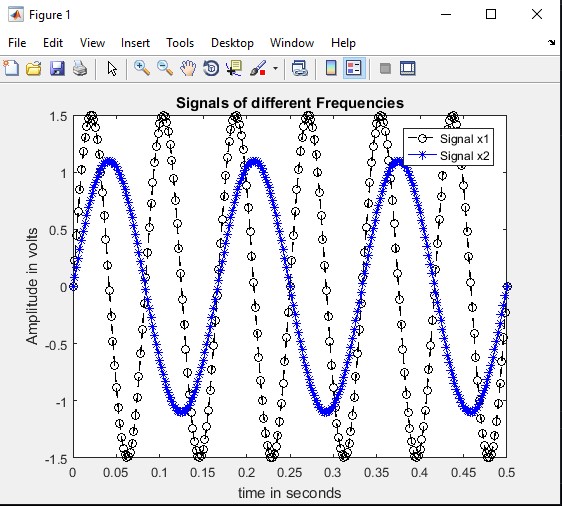 Figure 1
File Edit View Insert Tools Desktop Window Help
Signals of different Frequencies
Signal x1
Signal x2
1.5
1
0.5
0
-0.5
-1
-1.5
Amplitude in volts
0 0.05 0.1 0.15 0.2 0.25 0.3 0.35 0.4 0.45 0.5
time in seconds